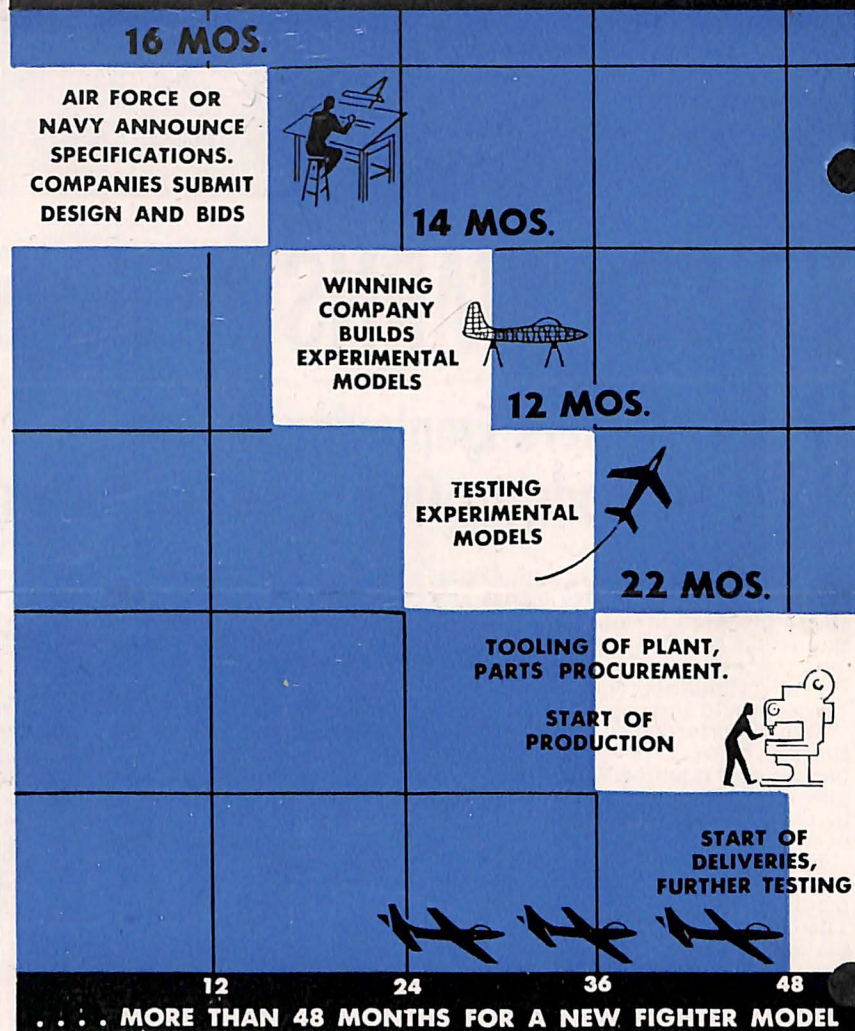 16 MOS.
AIR FORCE OR
NAVY ANNOUNCE
SPECIFICATIONS.
COMPANIES SUBMIT
DESIGN AND BIDS
14 MOS.
WINNING
COMPANY
BUILDS
EXPERIMENTAL
MODELS
12 MOS.
TESTING
EXPERIMENTAL
MODELS
22 MOS.
TOOLING OF PLANT,
PARTS PROCUREMENT.
START OF
PRODUCTION
START OF
DELIVERIES,
FURTHER TESTING
12 24 36 48
. . . . MORE THAN 48 MONTHS FOR A NEW FIGHTER MODEL